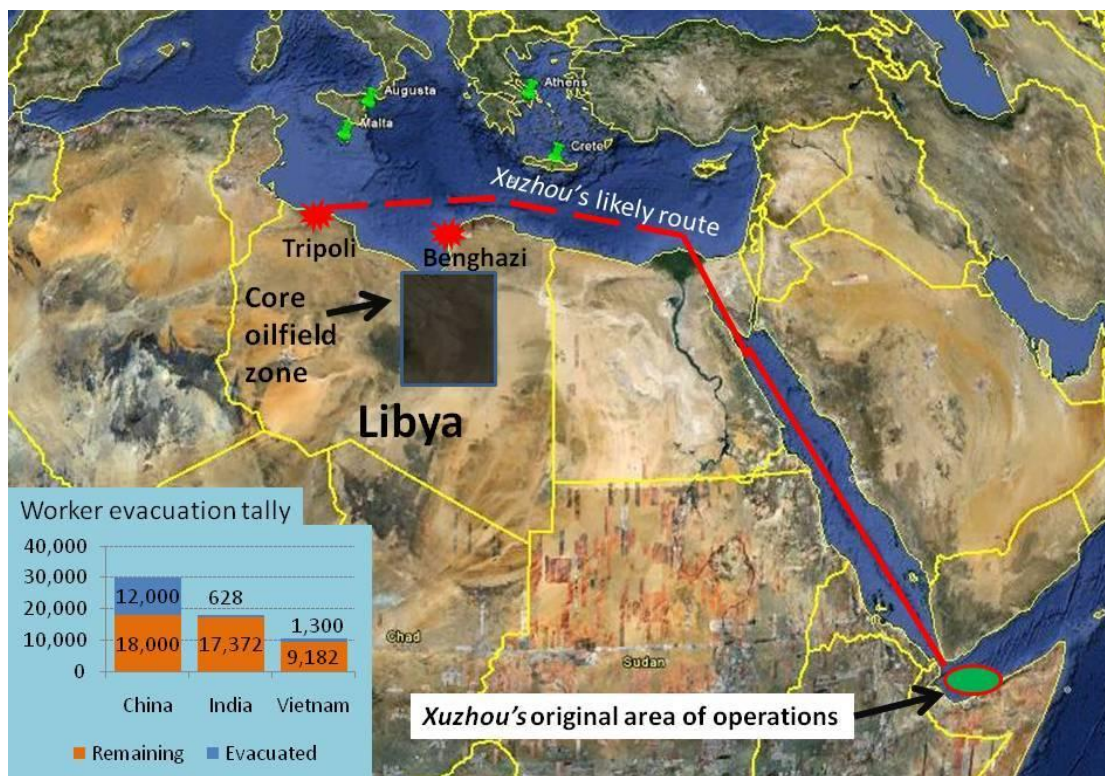 Augusta
Malta
Athens
Crete
Xuzhou's likely route
Tripoli
Benghazi
Core
oilfield
zone
Libya
Chad
Sudan
Xuzhou's original area of operations
Worker evacuation tally
40,000
30,000
20,000
10,000
0
12,000
18,000
628
17,372
1,300
9,182
China India Vietnam
Remaining Evacuated